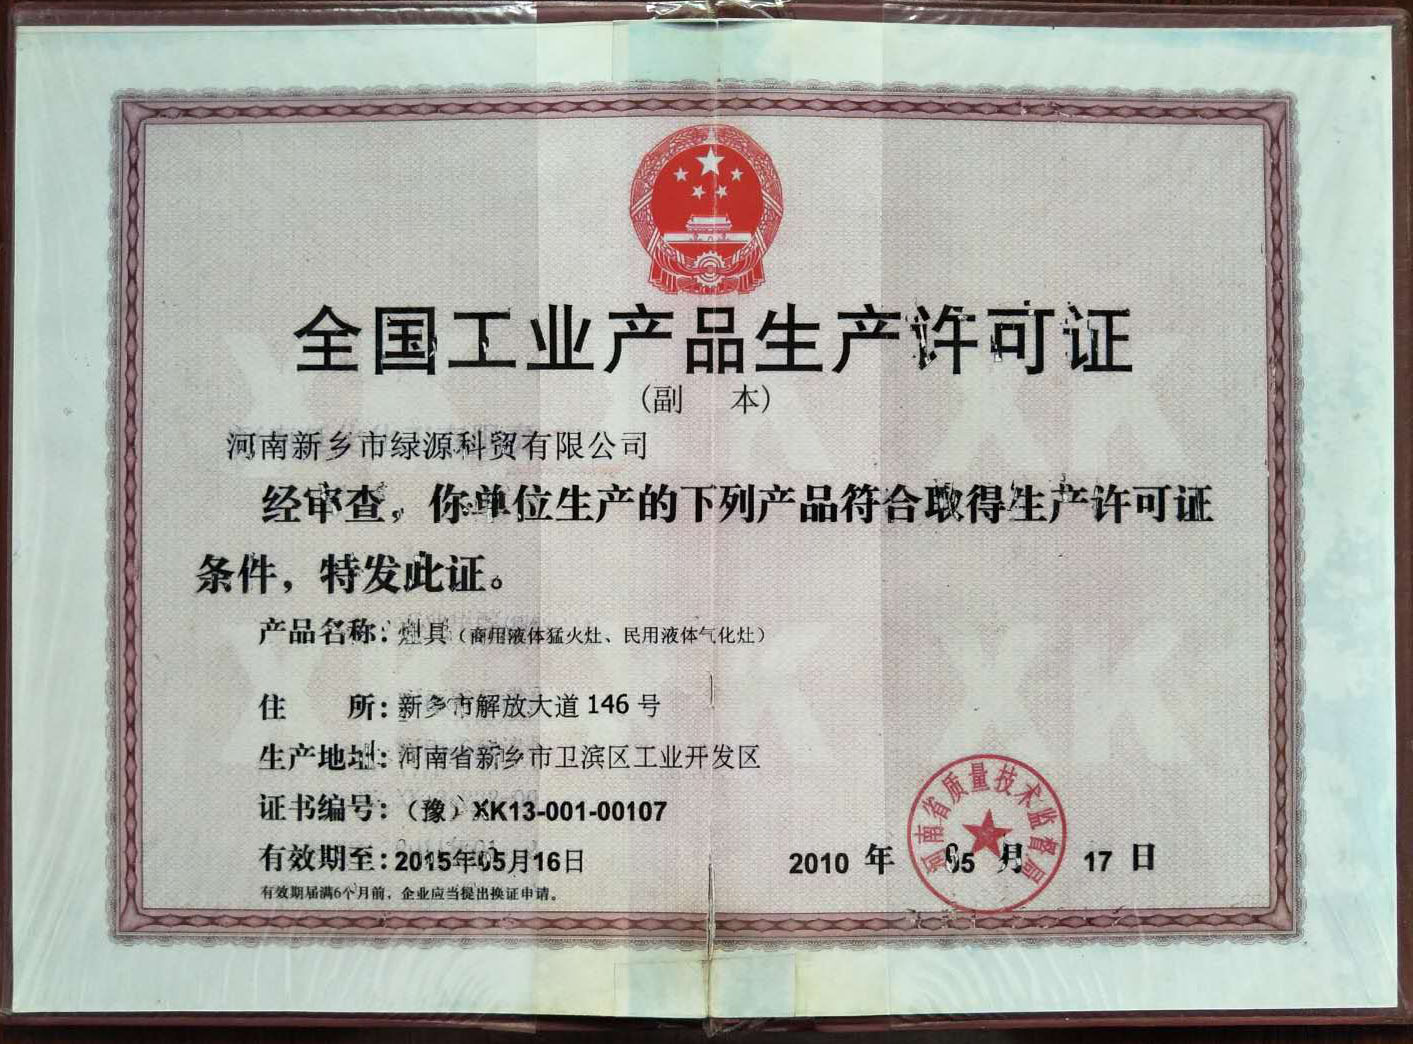 全国工业产品生产许可证
(副 本)
河南新乡市绿源科贸有限公司
经审查，你单位生产的下列产品符合取得生产许可证
条件，特发此证。
产品名称：灶具（商用液体猛火灶、民用液体气化灶）
住 所：新乡市解放大道146号
生产地址：河南省新乡市卫滨区工业开发区
证书编号：（豫）XK13-001-00107
有效期至：2015年05月16日
2010 年 05 月 17 日
有效期届满6个月前，企业应当提出换证申请。
河南省质量技术监督局